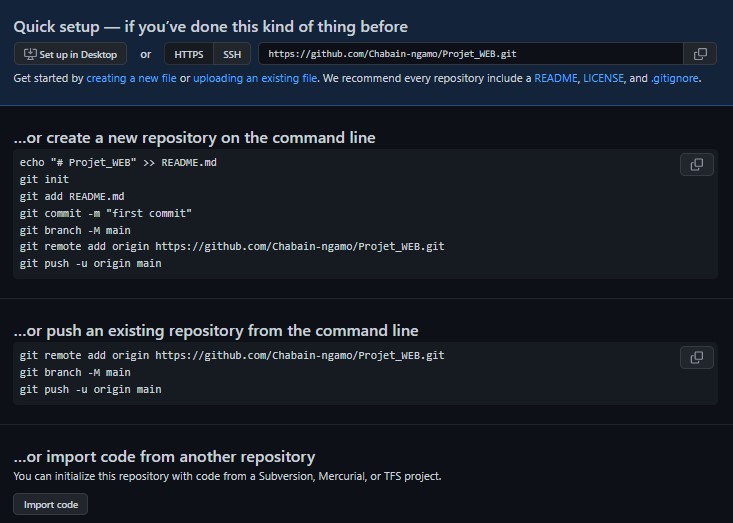 Quick setup — if you've done this kind of thing before
Set up in Desktop or HTTPS SSH https://github.com/Chabain-ngamo/Projet_WEB.git
Get started by creating a new file or uploading an existing file. We recommend every repository include a README, LICENSE, and .gitignore.
...or create a new repository on the command line
echo "# Projet_WEB" >> README.md
git init
git add README.md
git commit -m "first commit"
git branch -M main
git remote add origin https://github.com/Chabain-ngamo/Projet_WEB.git
git push -u origin main
...or push an existing repository from the command line
git remote add origin https://github.com/Chabain-ngamo/Projet_WEB.git
git branch -M main
git push -u origin main
...or import code from another repository
You can initialize this repository with code from a Subversion, Mercurial, or TFS project.
Import code